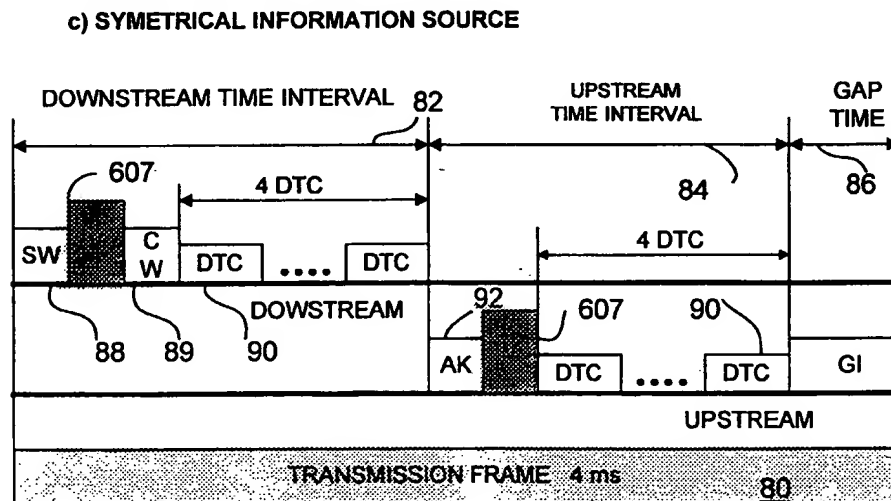 c) SYMETRICAL INFORMATION SOURCE
DOWNSTREAM TIME INTERVAL
82
UPSTREAM
TIME INTERVAL
GAP
TIME
607
4 DTC
84
86
SW
C
W
DTC
....
DTC
4 DTC
DOWSTREAM
88
89
90
92
607
90
AK
DTC
....
DTC
GI
UPSTREAM
TRANSMISSION FRAME 4 ms
80